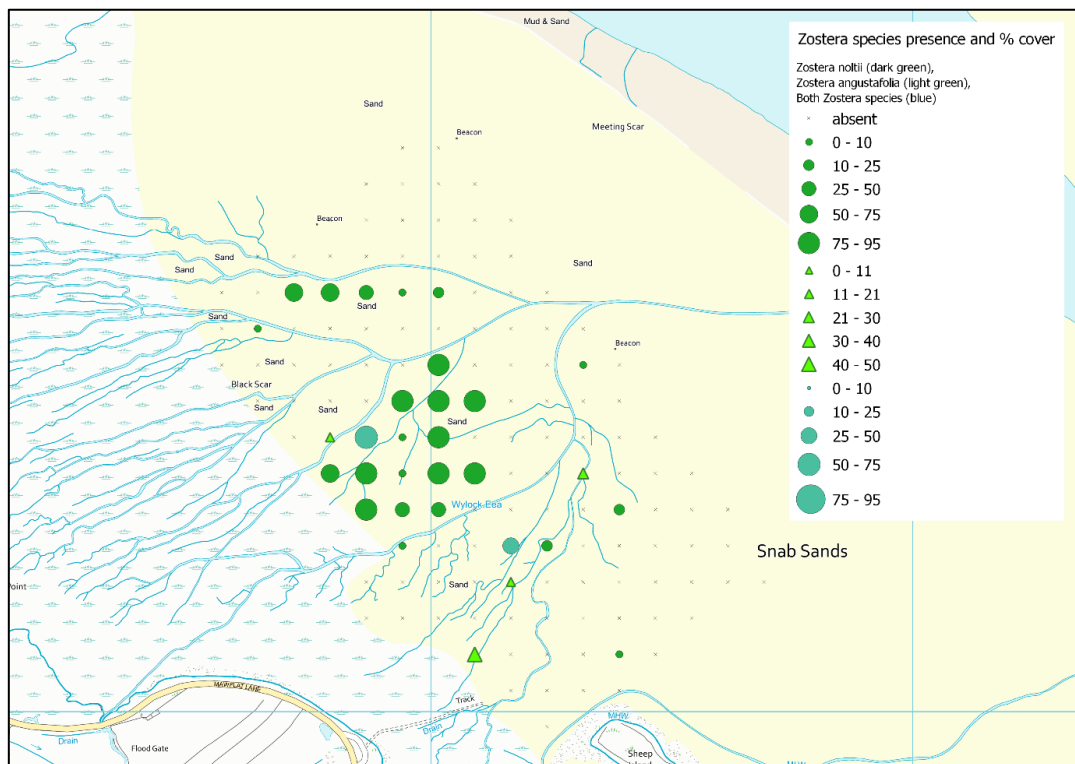 Mud & Sand
Zostera species presence and % cover
Zostera noltii (dark green),
Zostera angustafolia (light green),
Both Zostera species (blue)
absent
0 - 10
10 - 25
25 - 50
50 - 75
75 - 95
0 - 11
11 - 21
21 - 30
30 - 40
40 - 50
0 - 10
10 - 25
25 - 50
50 - 75
75 - 95
Sand
Meeting Scar
Beacon
Beacon
Sand
Sand
Sand
Sand
Sand
Sand
Beacon
Sand
Black Scar
Sand
Sand
Sand
Wylock
Snab Sands
Sand
Point
LANE
Track
Drain
MHW
Drain
Flood Gate
Sheep
MHW